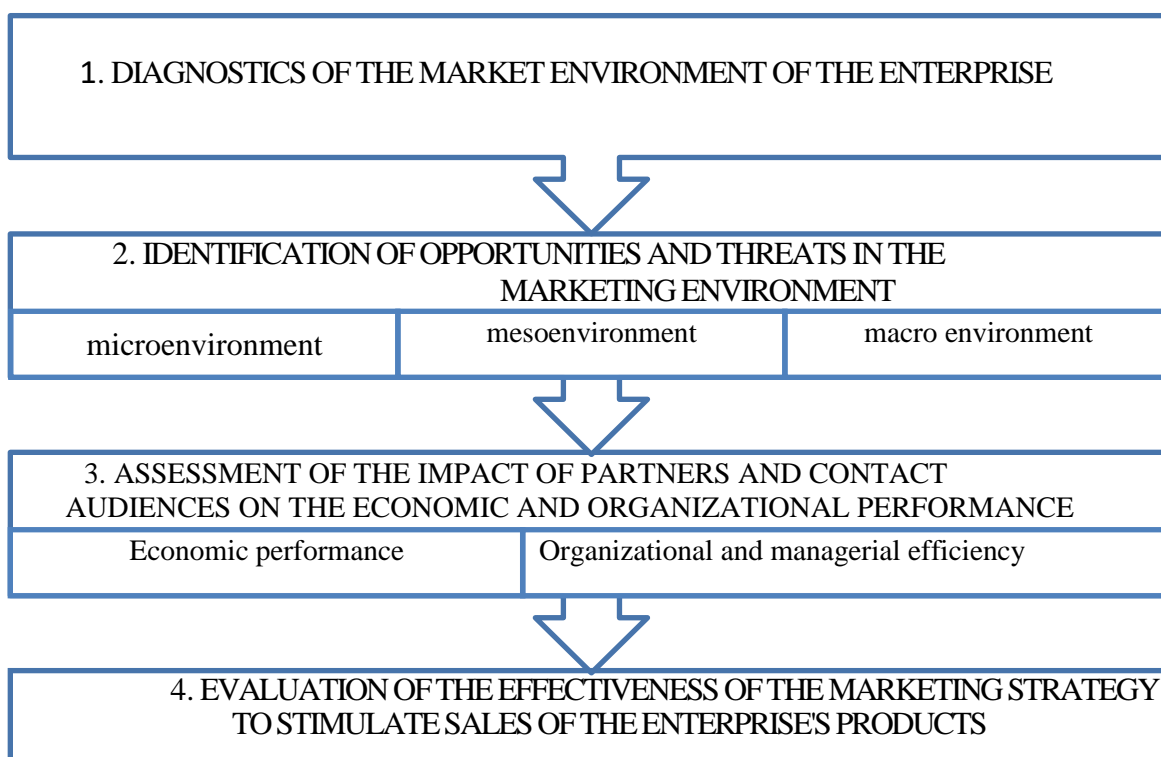 1. DIAGNOSTICS OF THE MARKET ENVIRONMENT OF THE ENTERPRISE
2. IDENTIFICATION OF OPPORTUNITIES AND THREATS IN THE
MARKETING ENVIRONMENT
microenvironment
mesoenvironment
macro environment
3. ASSESSMENT OF THE IMPACT OF PARTNERS AND CONTACT
AUDIENCES ON THE ECONOMIC AND ORGANIZATIONAL PERFORMANCE
Economic performance
Organizational and managerial efficiency
4. EVALUATION OF THE EFFECTIVENESS OF THE MARKETING STRATEGY
TO STIMULATE SALES OF THE ENTERPRISE'S PRODUCTS